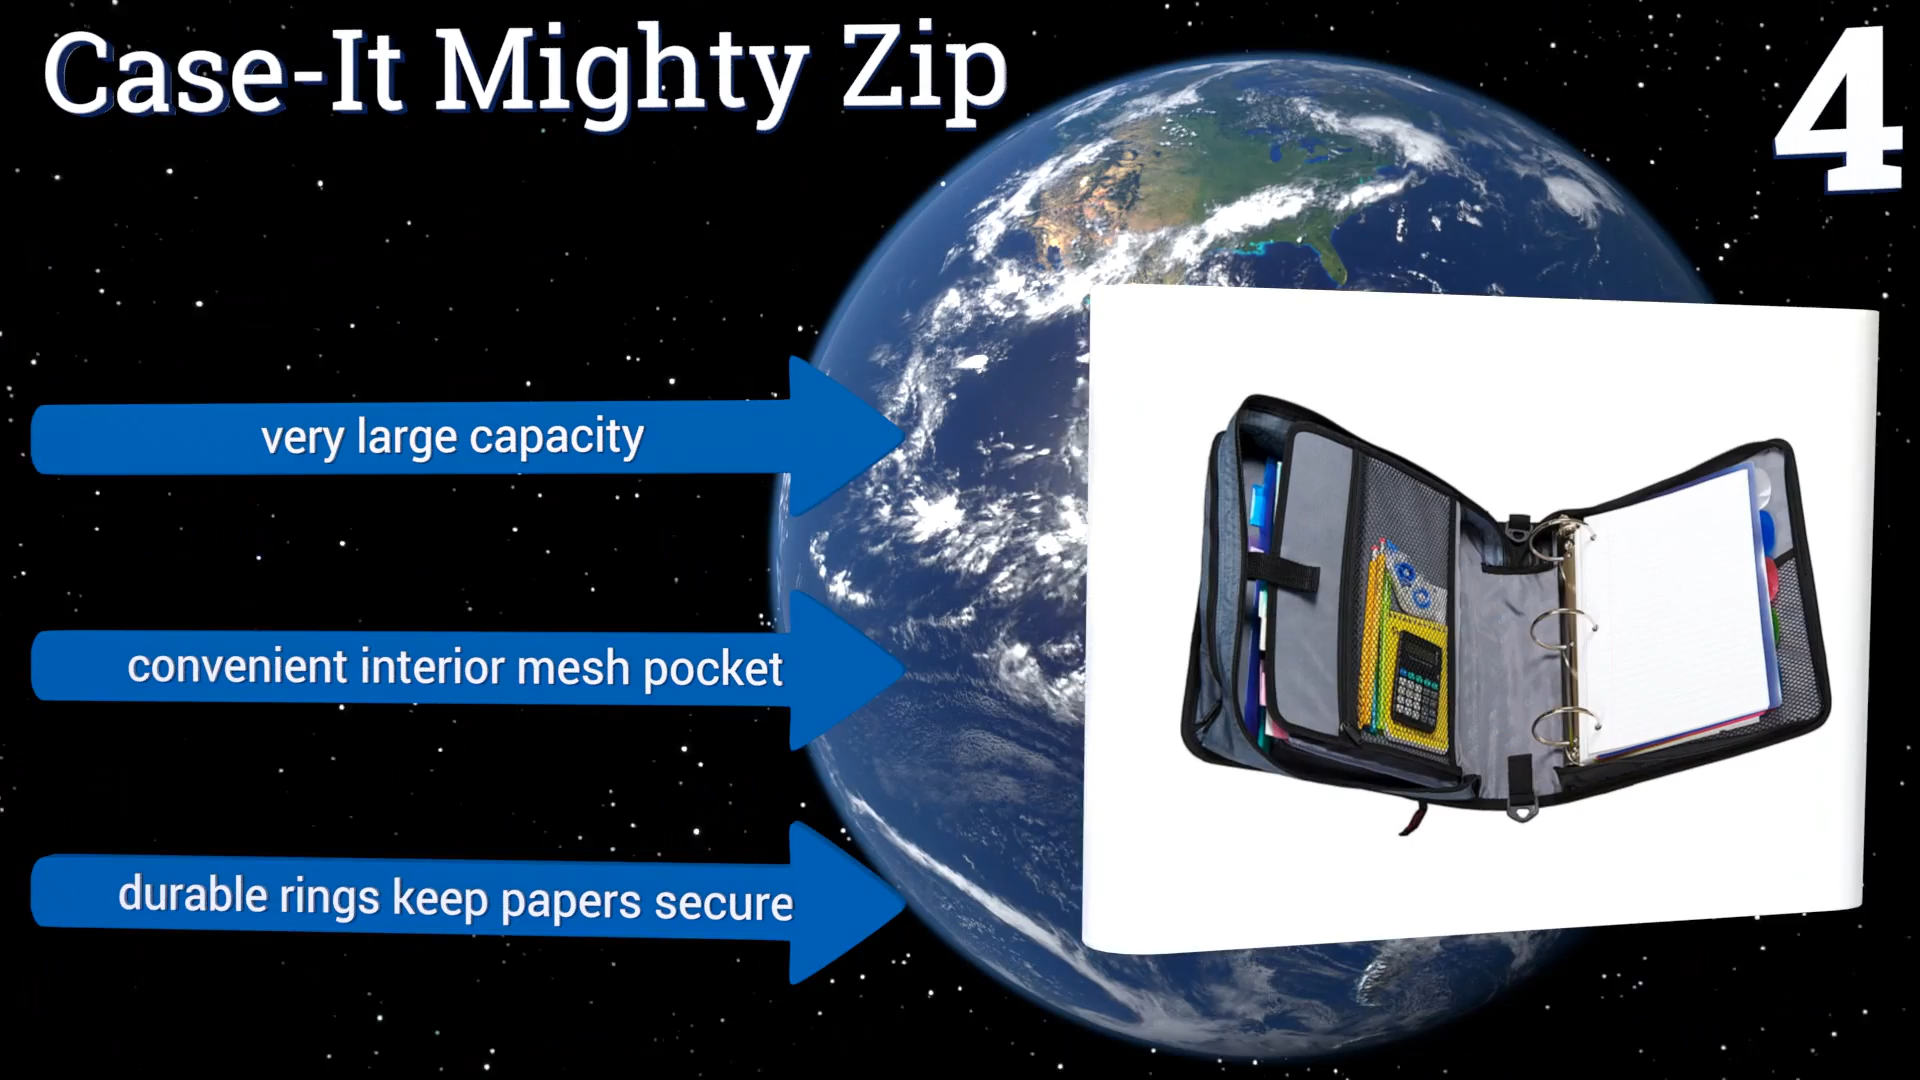 Case-It Mighty Zip
4
very large capacity
convenient interior mesh pocket
durable rings keep papers secure